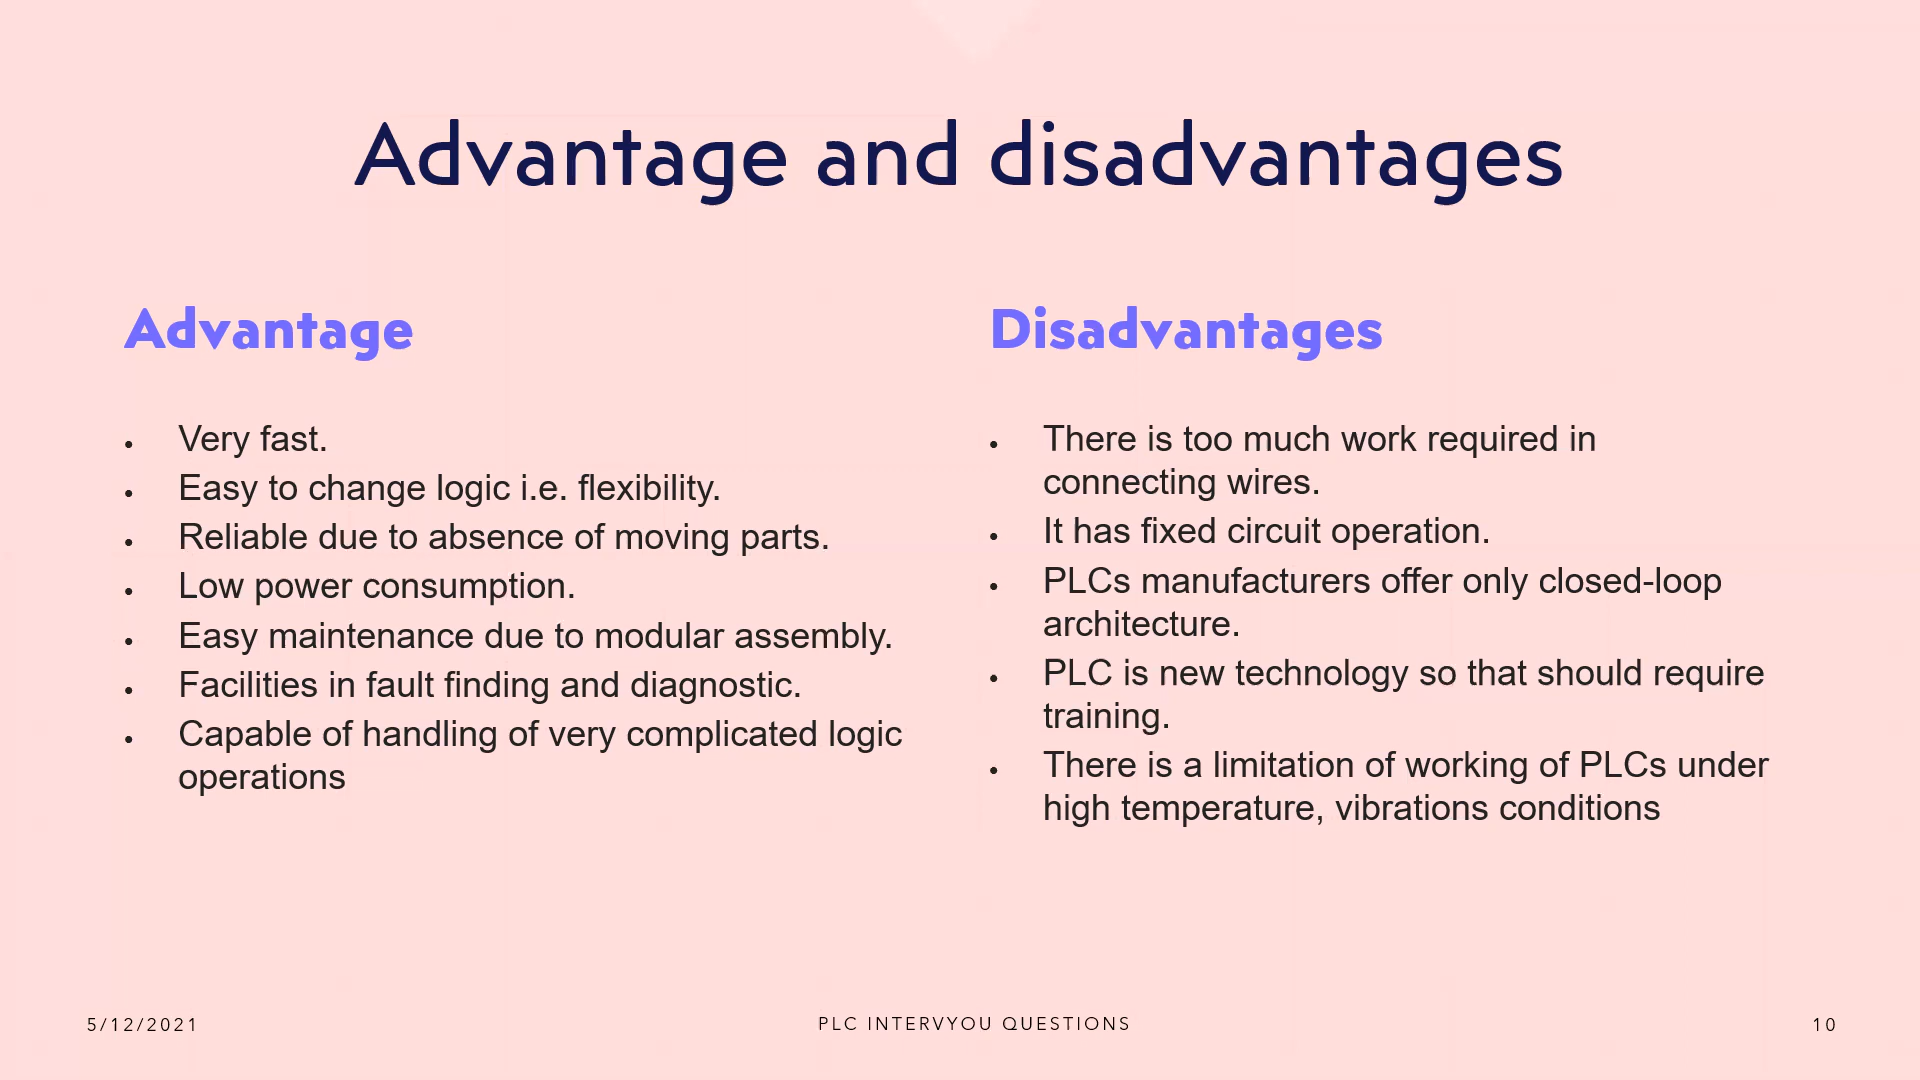 Advantage and disadvantages
Advantage
• Very fast.
• Easy to change logic i.e. flexibility.
• Reliable due to absence of moving parts.
• Low power consumption.
• Easy maintenance due to modular assembly.
• Facilities in fault finding and diagnostic.
• Capable of handling of very complicated logic
operations
Disadvantages
• There is too much work required in
connecting wires.
• It has fixed circuit operation.
• PLCs manufacturers offer only closed-loop
architecture.
• PLC is new technology so that should require
training.
• There is a limitation of working of PLCs under
high temperature, vibrations conditions
5/12/2021
PLC INTERVYOU QUESTIONS
10